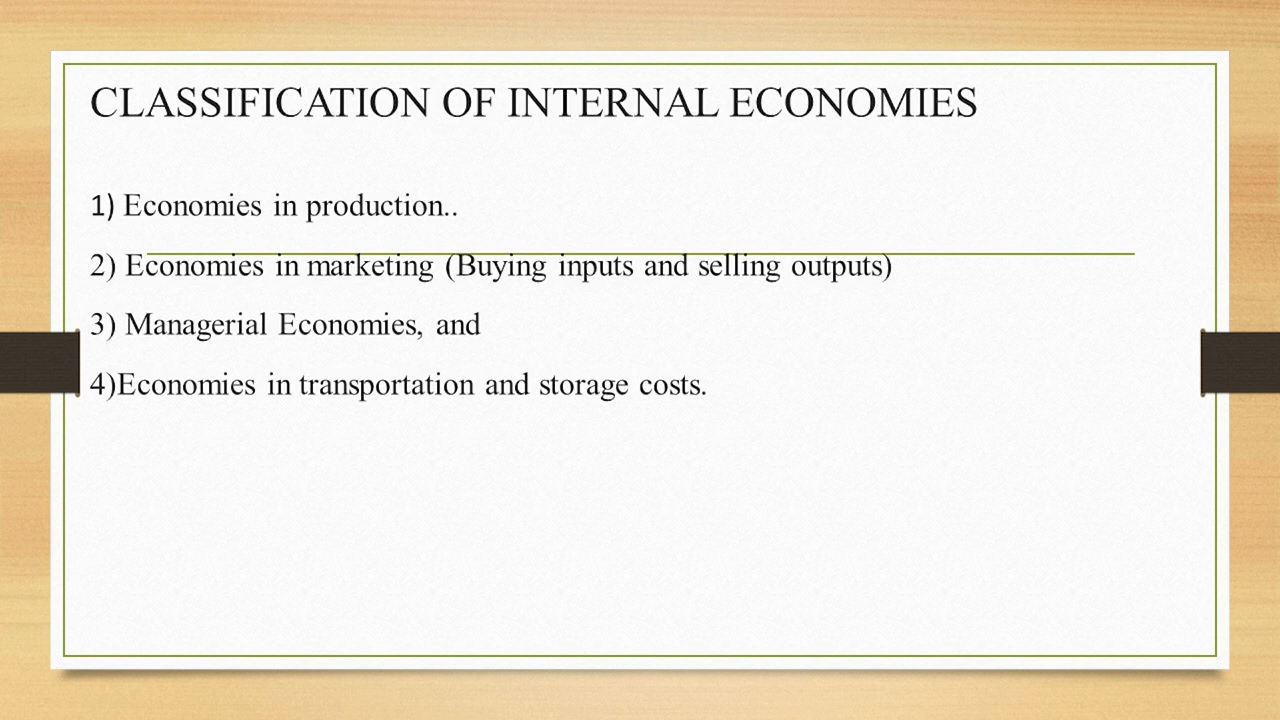 CLASSIFICATION OF INTERNAL ECONOMIES
1) Economies in production..
2) Economies in marketing (Buying inputs and selling outputs)
3) Managerial Economies, and
4)Economies in transportation and storage costs.